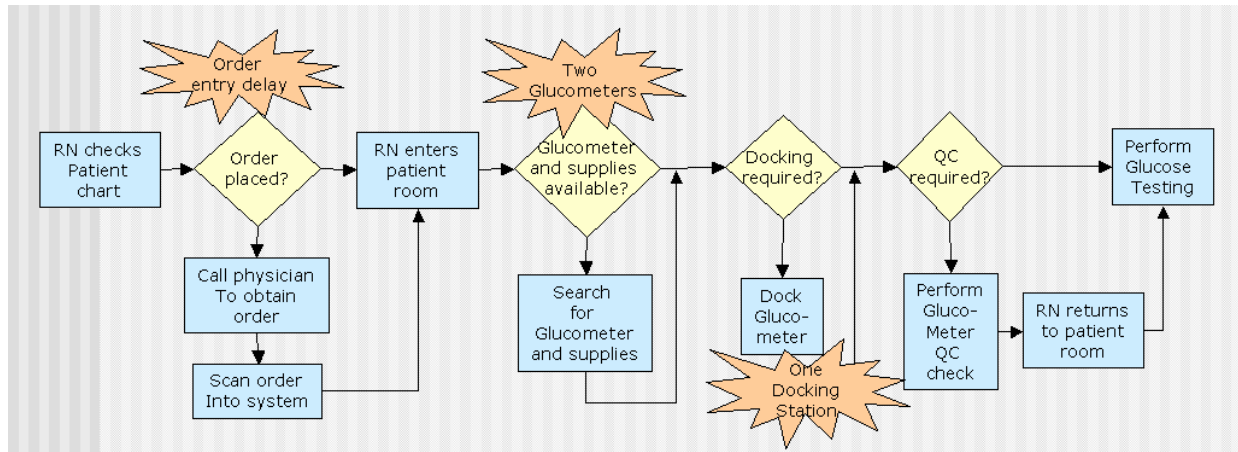 Order
entry delay
Two
Glucometers
RN checks
Patient
chart
Order
placed?
RN enters
patient
room
Glucometer
and supplies
available?
Docking
required?
QC
required?
Perform
Glucose
Testing
Call physician
To obtain
order
Scan order
Into system
Search
for
Glucometer
and supplies
Dock
Gluco-
meter
One
Docking
Station
Perform
Gluco-
Meter
QC
check
RN returns
to patient
room